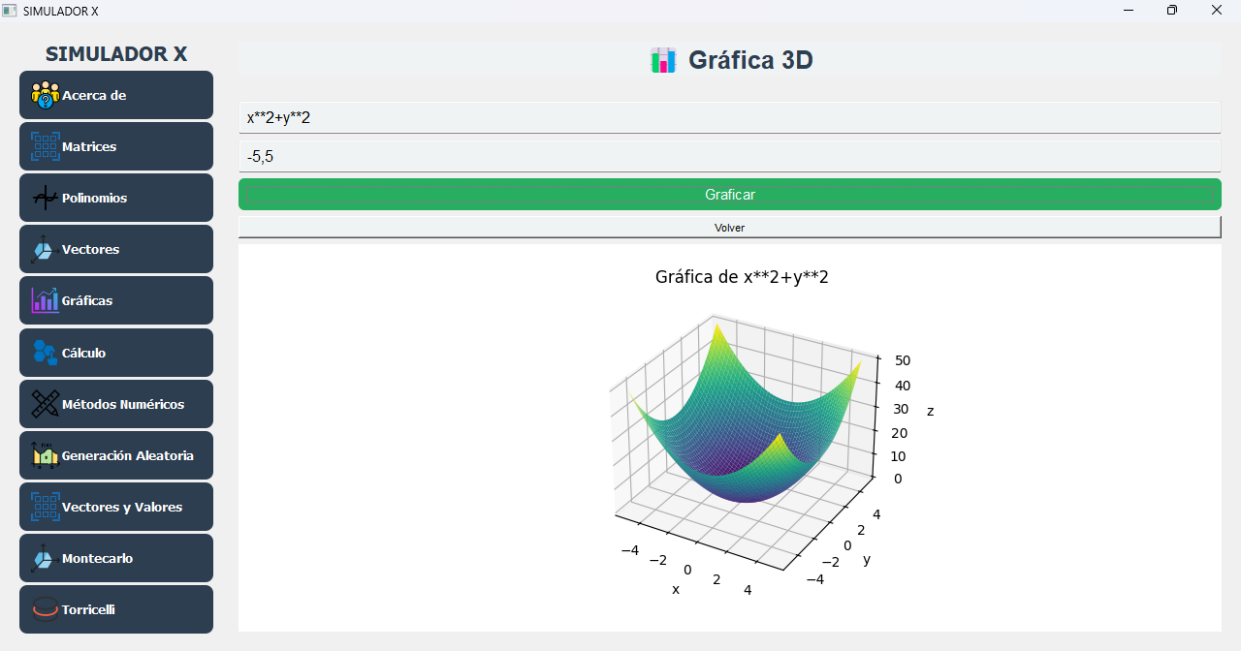 SIMULADOR X
SIMULADOR X
Acerca de
Matrices
Polinomios
Vectores
Gráficas
Cálculo
Métodos Numéricos
Generación Aleatoria
Vectores y Valores
Montecarlo
Torricelli
Gráfica 3D
x**2+y**2
-5,5
Graficar
Volver
Gráfica de x**2+y**2
50
40
30
20
10
0
z
−4
−2
0
2
4
x
4
2
0
−2
−4
y